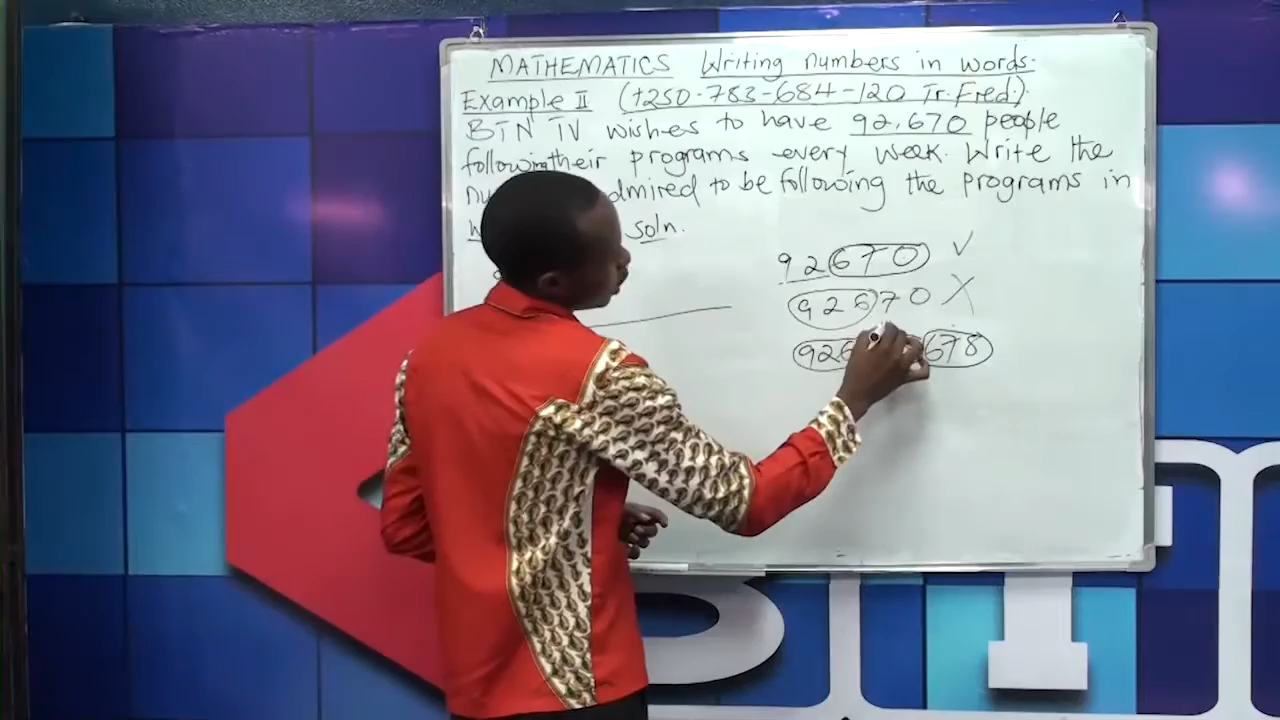 MATHEMATICS Writing numbers in words.
Example II (+250-783-684-120 Tr. Fred.)
BTN TV wishes to have 92,670 people
following their programs every week. Write the
admired to be following the programs in
soln.
92670 ✓
92670 X
926 678